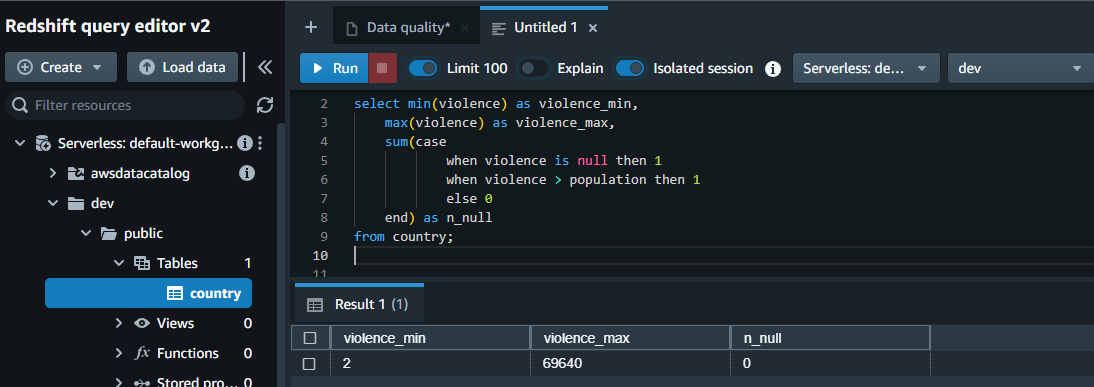 Redshift query editor v2
Create
Load data
Filter resources
Serverless: default-workg...
awsdatacatalog
dev
public
Tables 1
country
Views 0
Functions 0
Stored pro... 0
Data quality*
Untitled 1
Run
Limit 100
Explain
Isolated session
Serverless: de...
dev
2 select min(violence) as violence_min,
3 max(violence) as violence_max,
4 sum(case
5 when violence is null then 1
6 when violence > population then 1
7 else 0
8 end) as n_null
9 from country;
10
11
Result 1 (1)
violence_min violence_max n_null
2 69640 0